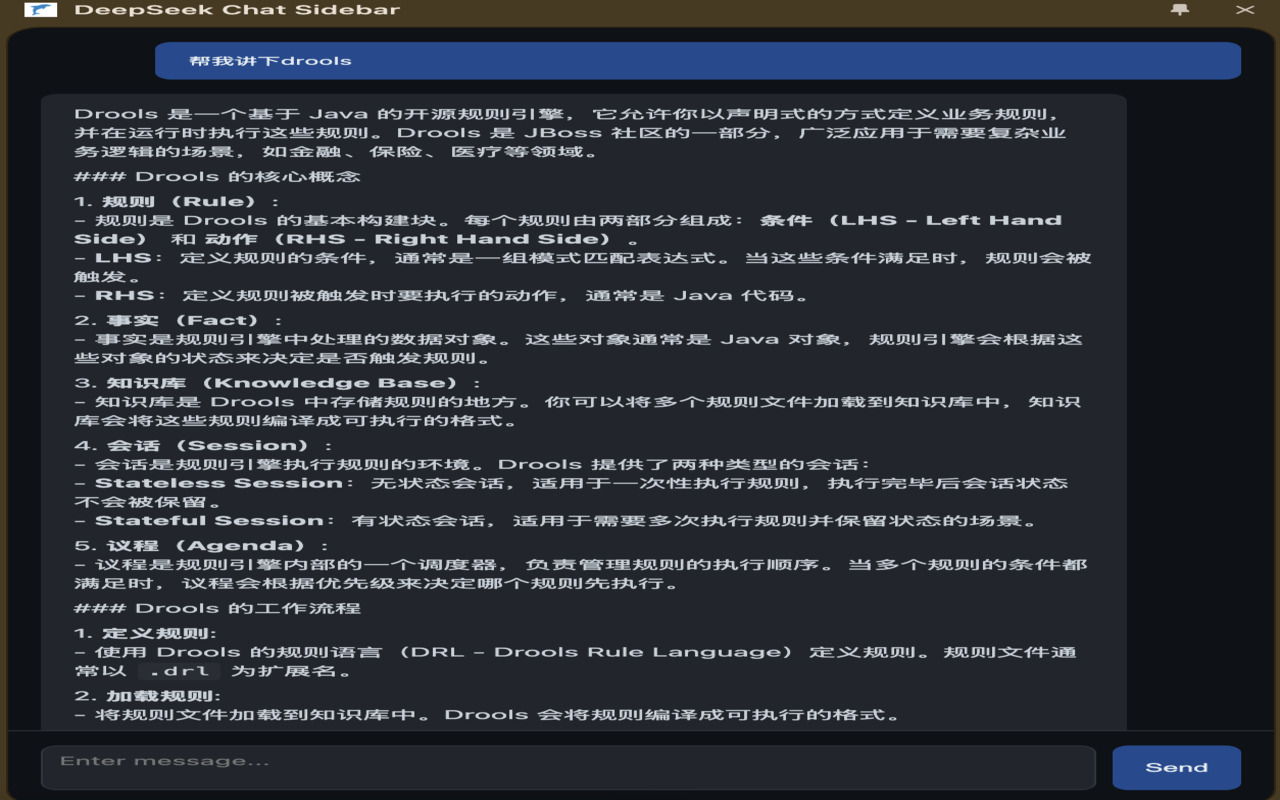 DeepSeek Chat Sidebar
帮我讲下drools
Drools 是一个基于 Java 的开源规则引擎，它允许你以声明式的方式定义业务规则，
并在运行时执行这些规则。Drools 是 JBoss 社区的一部分，广泛应用于需要复杂业
务逻辑的场景，如金融、保险、医疗等领域。
### Drools 的核心概念
1. 规则（Rule）:
- 规则是 Drools 的基本构建块。每个规则由两部分组成：条件（LHS - Left Hand
Side） 和 动作（RHS - Right Hand Side）。
- LHS：定义规则的条件，通常是一组模式匹配表达式。当这些条件满足时，规则会被
触发。
- RHS：定义规则被触发时要执行的动作，通常是 Java 代码。
2. 事实（Fact）:
- 事实是规则引擎中处理的数据对象。这些对象通常是 Java 对象，规则引擎会根据这
些对象的状态来决定是否触发规则。
3. 知识库（Knowledge Base）:
- 知识库是 Drools 中存储规则的地方。你可以将多个规则文件加载到知识库中，知识
库会将这些规则编译成可执行的格式。
4. 会话（Session）:
- 会话是规则引擎执行规则的环境。Drools 提供了两种类型的会话：
- Stateless Session：无状态会话，适用于一次性执行规则，执行完毕后会话状态
不会被保留。
- Stateful Session：有状态会话，适用于需要多次执行规则并保留状态的场景。
5. 议程（Agenda）:
- 议程是规则引擎内部的一个调度器，负责管理规则的执行顺序。当多个规则的条件都
满足时，议程会根据优先级来决定哪个规则先执行。
### Drools 的工作流程
1. 定义规则:
- 使用 Drools 的规则语言（DRL - Drools Rule Language）定义规则。规则文件通
常以 .drl 为扩展名。
2. 加载规则:
- 将规则文件加载到知识库中。Drools 会将规则编译成可执行的格式。
Enter message...
Send